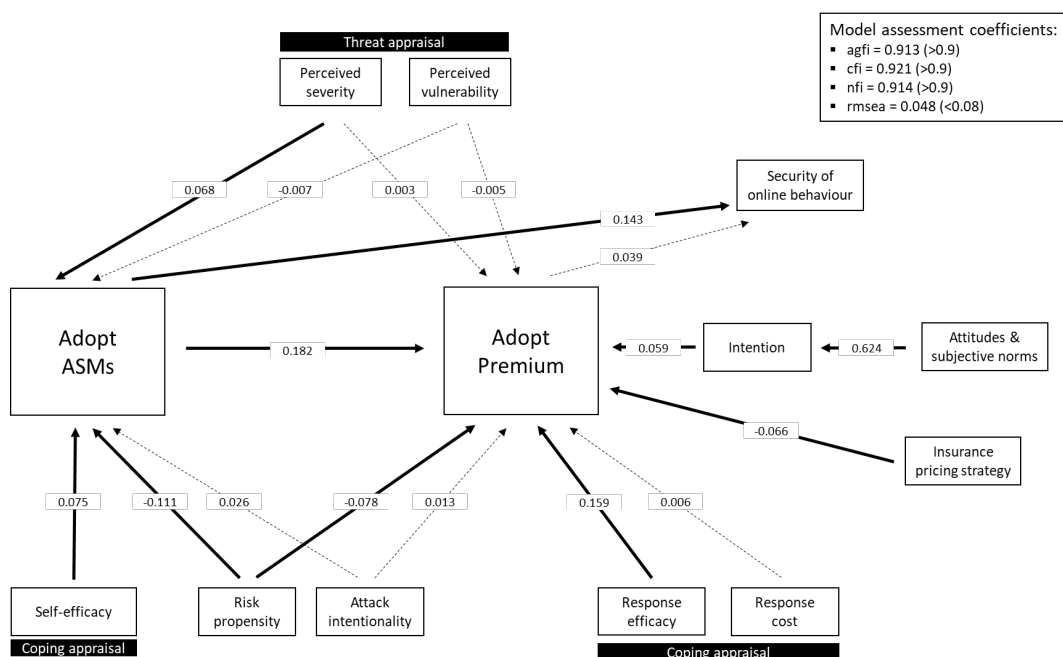 Threat appraisal
Perceived
severity
Perceived
vulnerability
Model assessment coefficients:
▪ agfi = 0.913 (>0.9)
▪ cfi = 0.921 (>0.9)
▪ nfi = 0.914 (>0.9)
▪ rmsea = 0.048 (<0.08)
0.068
-0.007
0.003
-0.005
Security of
online behaviour
0.143
0.039
Adopt
ASMs
0.182
Adopt
Premium
0.059
Intention
0.624
Attitudes &
subjective norms
-0.066
Insurance
pricing strategy
0.075
-0.111
0.026
-0.078
0.013
0.159
0.006
Self-efficacy
Coping appraisal
Risk
propensity
Attack
intentionality
Response
efficacy
Response
cost
Coping appraisal